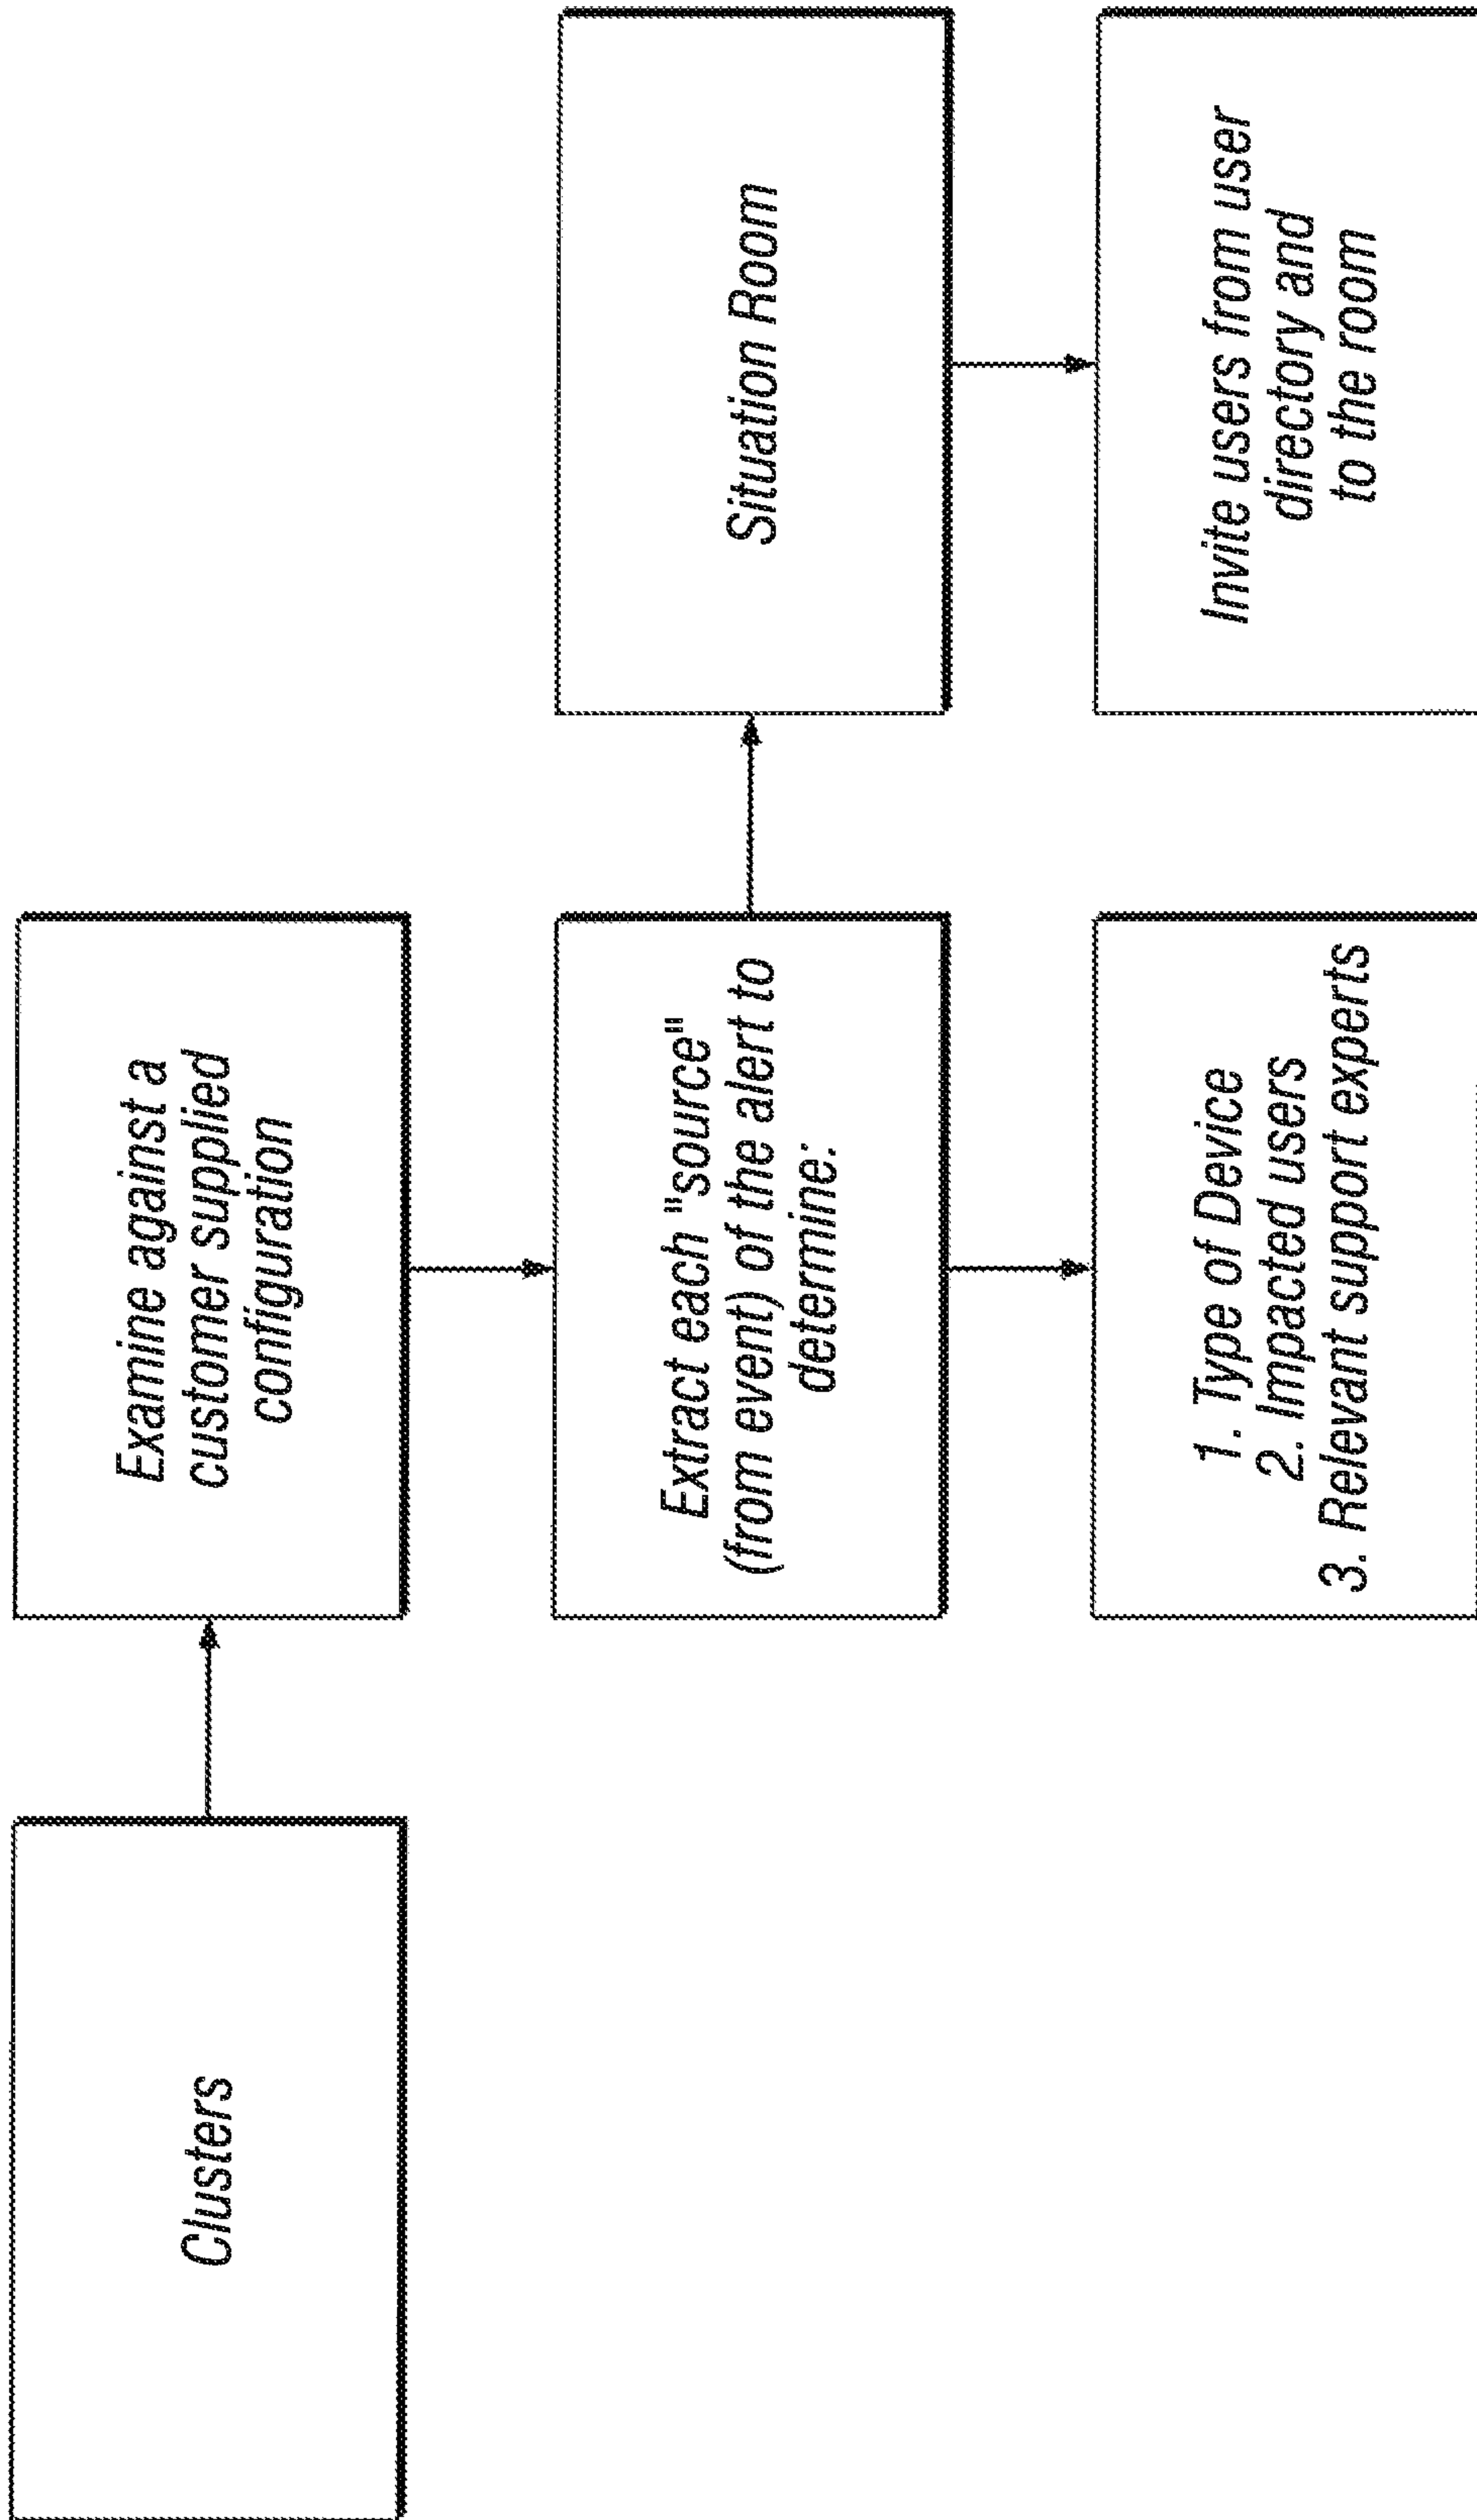 Clusters
Examine against a
customer supplied
configuration
Extract each "source"
(from event) of the alert to
determine:
1. Type of Device
2. Impacted users
3. Relevant support experts
Situation Room
Invite users from user
directory and
to the room